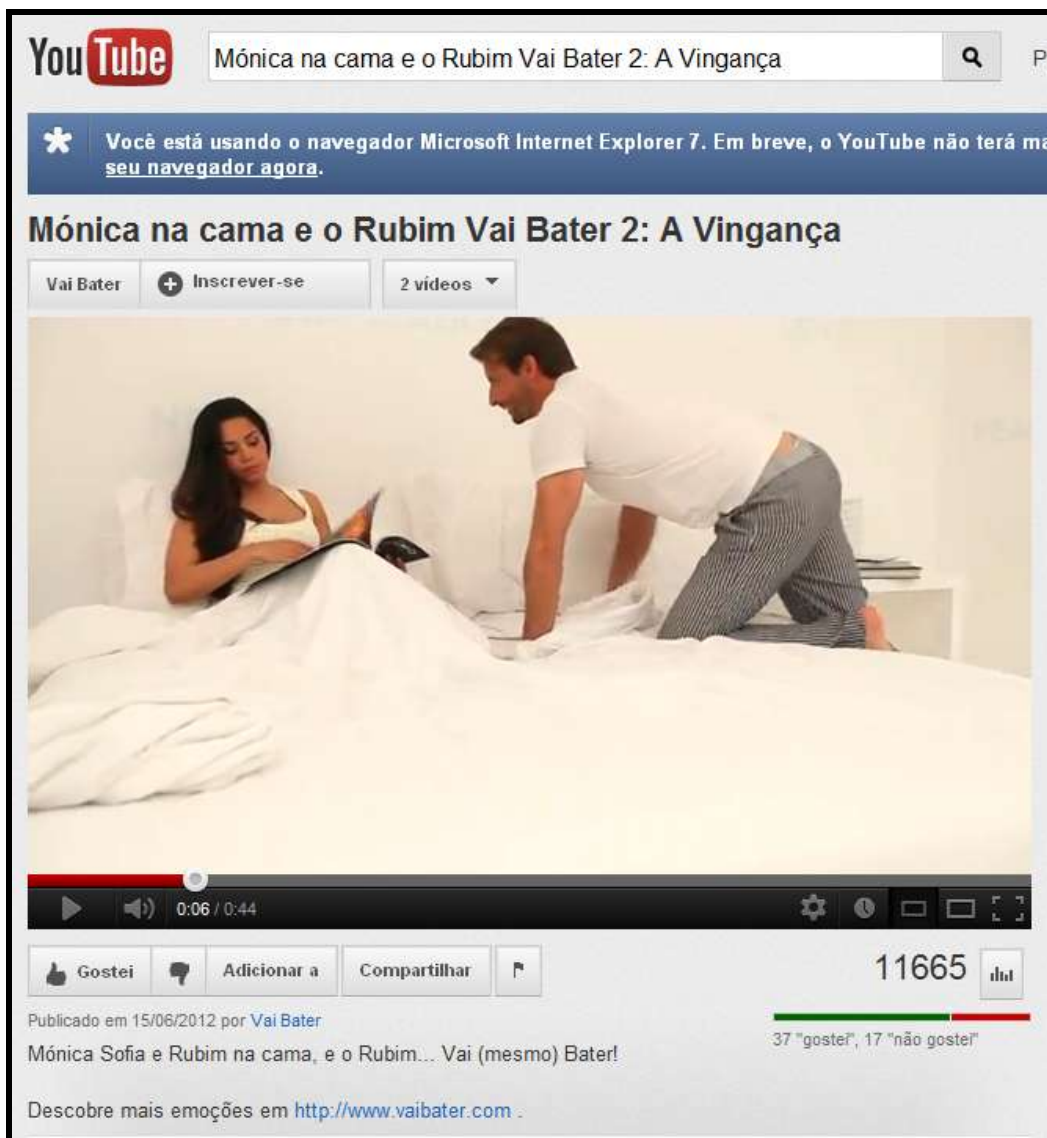 YouTube
Mónica na cama e o Rubim Vai Bater 2: A Vingança
P
Você está usando o navegador Microsoft Internet Explorer 7. Em breve, o YouTube não terá ma
seu navegador agora.
Mónica na cama e o Rubim Vai Bater 2: A Vingança
Vai Bater Inscrever-se 2 vídeos
0:06 / 0:44
Gostei Adicionar a Compartilhar 11665
Publicado em 15/06/2012 por Vai Bater
37 "gostei", 17 "não gostei"
Mónica Sofia e Rubim na cama, e o Rubim... Vai (mesmo) Bater!
Descobre mais emoções em http://www.vaibater.com .